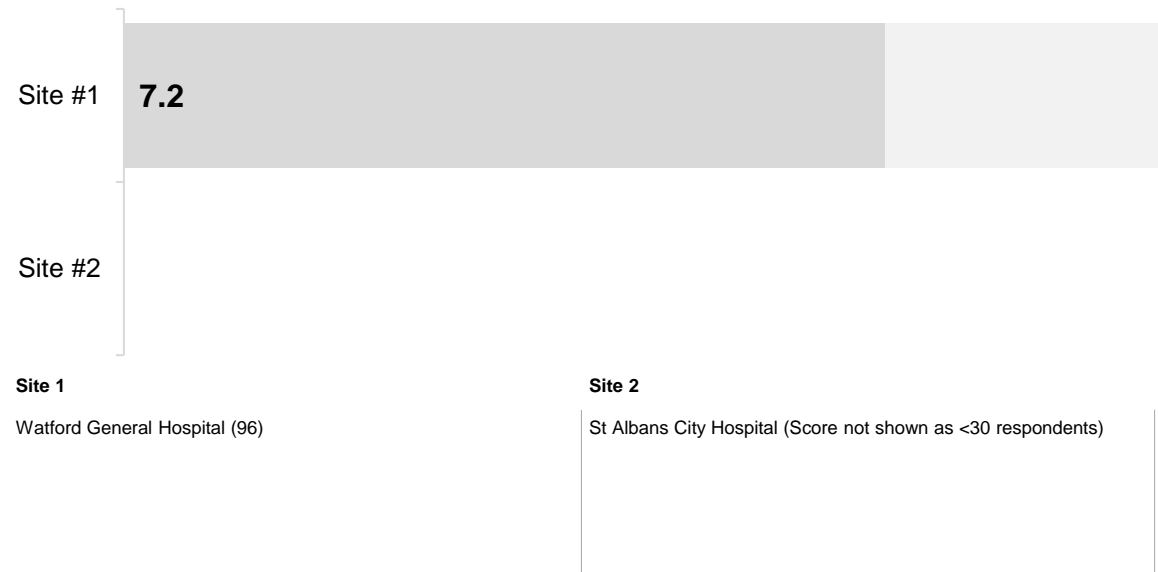 Site #1
7.2
Site #2
Site 1
Site 2
Watford General Hospital (96)
St Albans City Hospital (Score not shown as <30 respondents)